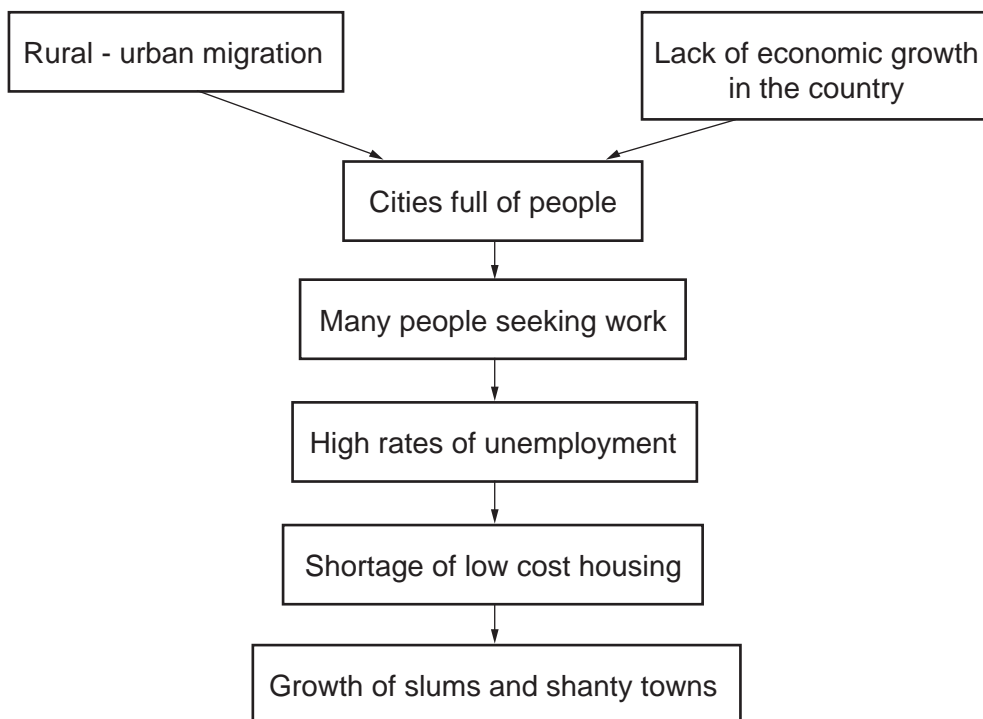 Rural - urban migration
Lack of economic growth
in the country
Cities full of people
Many people seeking work
High rates of unemployment
Shortage of low cost housing
Growth of slums and shanty towns